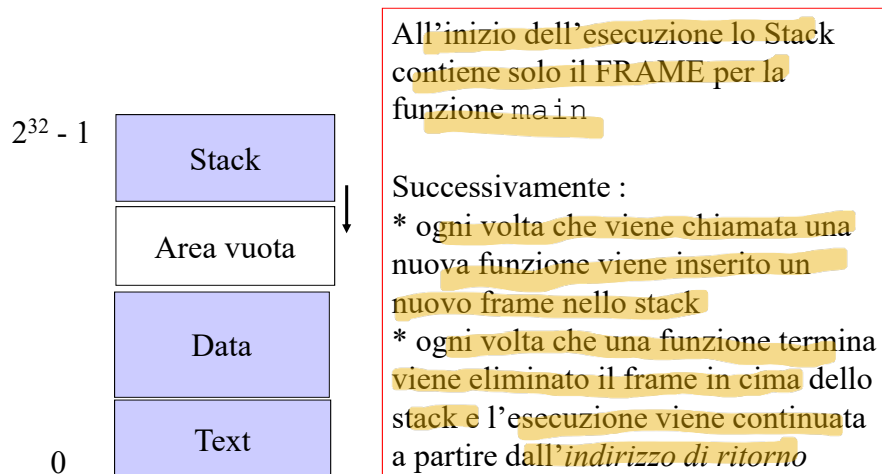 2³² - 1
Stack
Area vuota
Data
Text
0
All'inizio dell'esecuzione lo Stack
contiene solo il FRAME per la
funzione main
Successivamente :
* ogni volta che viene chiamata una
nuova funzione viene inserito un
nuovo frame nello stack
* ogni volta che una funzione termina
viene eliminato il frame in cima dello
stack e l'esecuzione viene continuata
a partire dall'indirizzo di ritorno